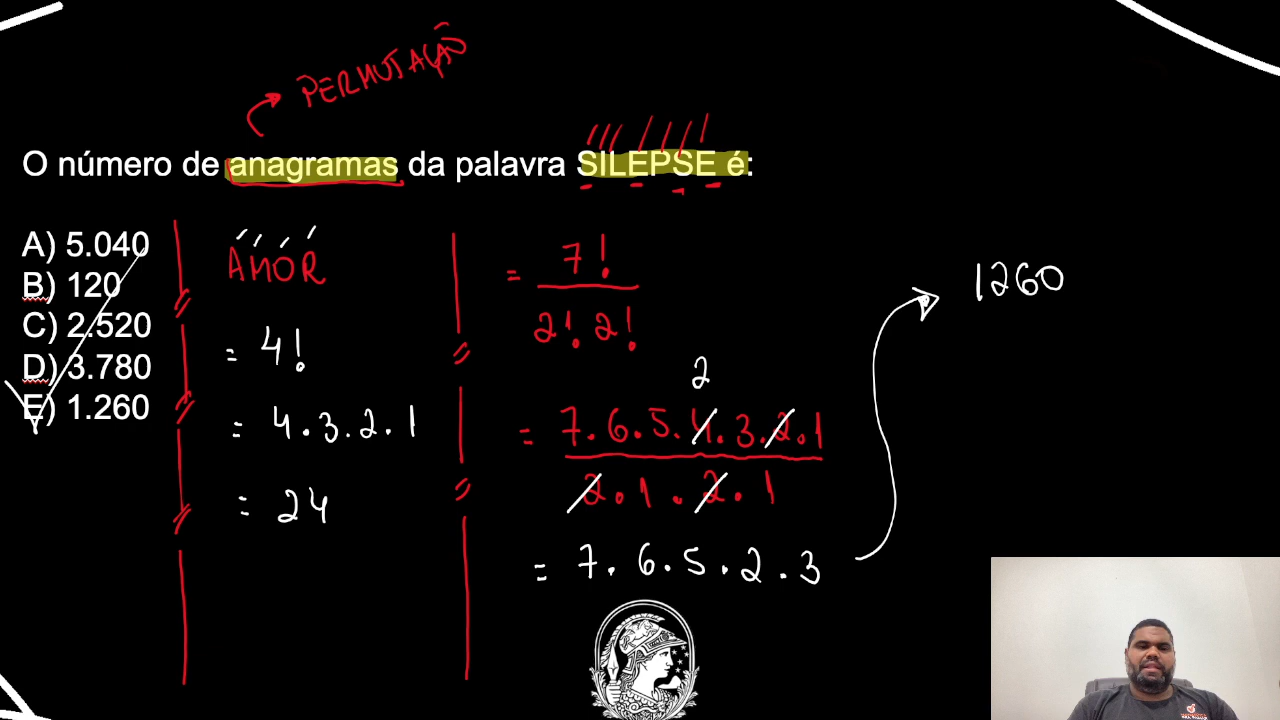 PERMUTAÇÃO
O número de anagramas da palavra SILEPSE é:
A) 5.040
B) 120
C) 2.520
D) 3.780
E) 1.260
AMOR
= 4!
= 4.3.2.1
= 24
= 7!
2!.2!
2
= 7.6.5.4.3.2.1
2.1.2.1
= 7.6.5.2.3
1260